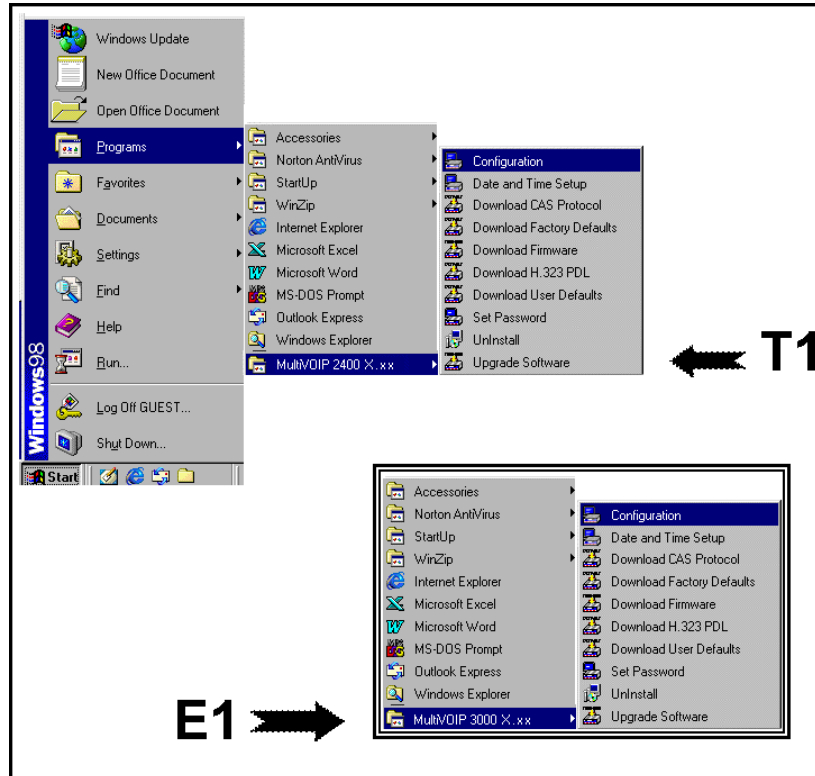 Windows Update
New Office Document
Open Office Document
Programs
Favorites
Documents
Settings
Find
Help
Run...
Log Off GUEST...
Shut Down...
Windows98
Start
Accessories
Norton AntiVirus
StartUp
WinZip
Internet Explorer
Microsoft Excel
Microsoft Word
MS-DOS Prompt
Outlook Express
Windows Explorer
MultiVOIP 2400 X.xx
Configuration
Date and Time Setup
Download CAS Protocol
Download Factory Defaults
Download Firmware
Download H.323 PDL
Download User Defaults
Set Password
UnInstall
Upgrade Software
T1
Accessories
Norton AntiVirus
StartUp
WinZip
Internet Explorer
Microsoft Excel
Microsoft Word
MS-DOS Prompt
Outlook Express
Windows Explorer
MultiVOIP 3000 X.xx
Configuration
Date and Time Setup
Download CAS Protocol
Download Factory Defaults
Download Firmware
Download H.323 PDL
Download User Defaults
Set Password
UnInstall
Upgrade Software
E1